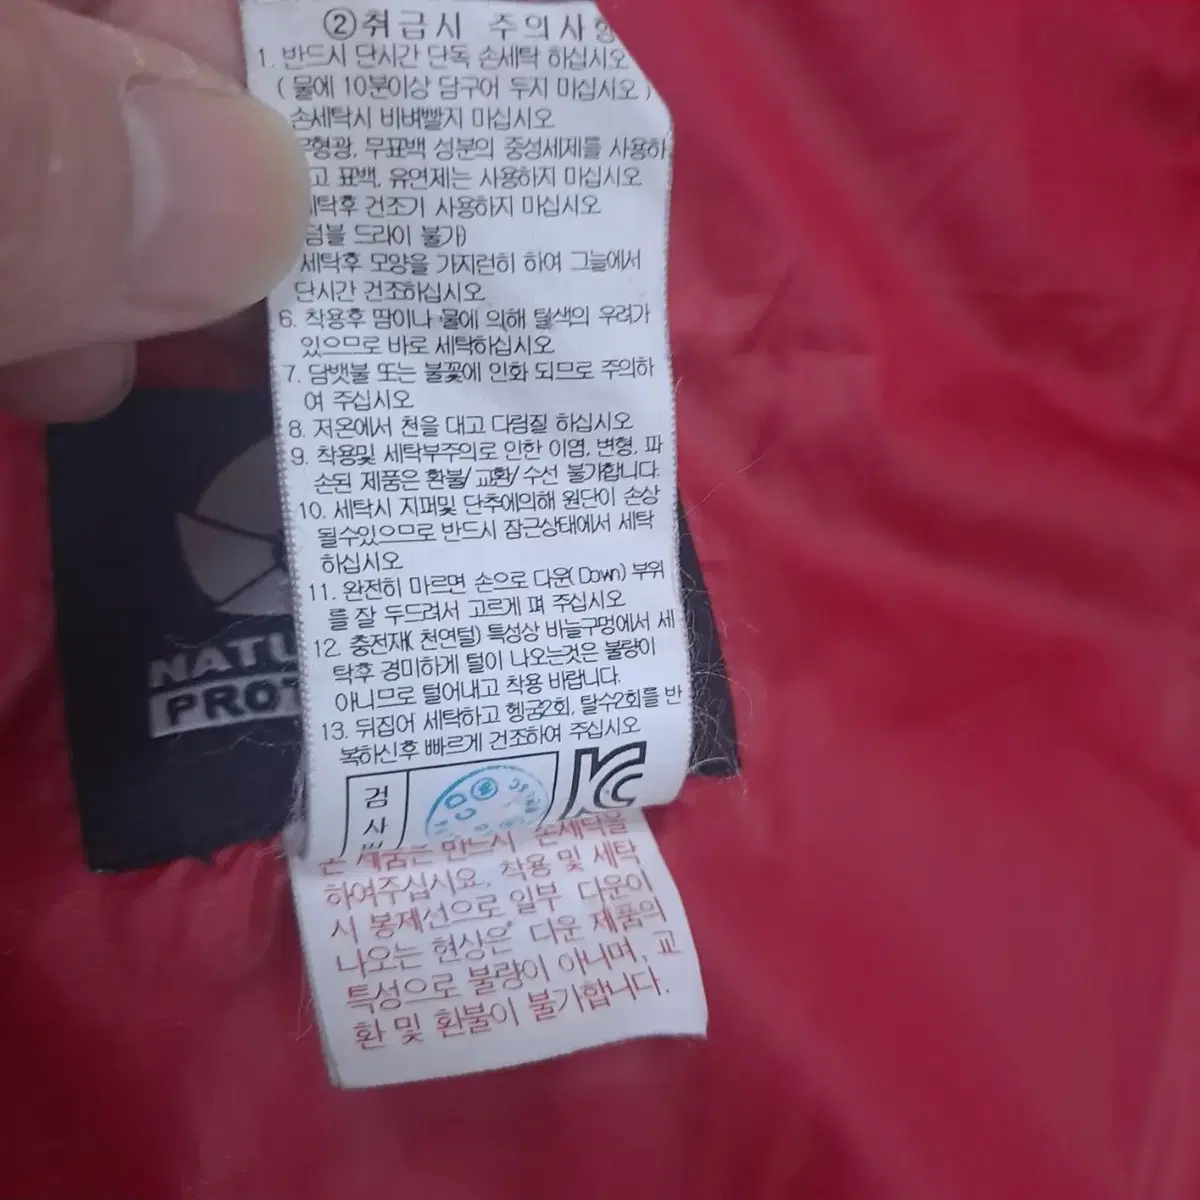 ②취급시 주의사항
1. 반드시 단시간 단독 손세탁 하십시오
( 물에 10분이상 담구어 두지 마십시오 )
손세탁시 비벼빨지 마십시오
무형광, 무표백 성분의 중성세제를 사용하
고 표백, 유연제는 사용하지 마십시오
세탁후 건조기 사용하지 마십시오
텀블 드라이 불가)
세탁후 모양을 가지런히 하여 그늘에서
단시간 건조하십시오
6. 착용후 땀이나 물에 의해 탈색의 우려가
있으므로 바로 세탁하십시오
7. 담뱃불 또는 불꽃에 인화 되므로 주의하
여 주십시오
8. 저온에서 천을 대고 다림질 하십시오
9. 착용및 세탁부주의로 인한 이염, 변형, 파
손된 제품은 환불/교환/수선 불가합니다.
10. 세탁시 지퍼및 단추에의해 원단이 손상
될수있으므로 반드시 잠근상태에서 세탁
하십시오
11. 완전히 마르면 손으로 다운(Down) 부위
를 잘 두드려서 고르게 펴 주십시오
12. 충전재( 천연털) 특성상 바늘구멍에서 세
탁후 경미하게 털이 나오는것은 불량이
아니므로 털어내고 착용 바랍니다.
13. 뒤집어 세탁하고 헹굼2회, 탈수2회를 반
복하신후 빠르게 건조하여 주십시오
검
사
본 제품은 반드시 손세탁을
하여주십시요. 착용 및 세탁
시 봉제선으로 일부 다운이
나오는 현상은 다운 제품의
특성으로 불량이 아니며, 교
환 및 환불이 불가합니다.
NATU
PROT